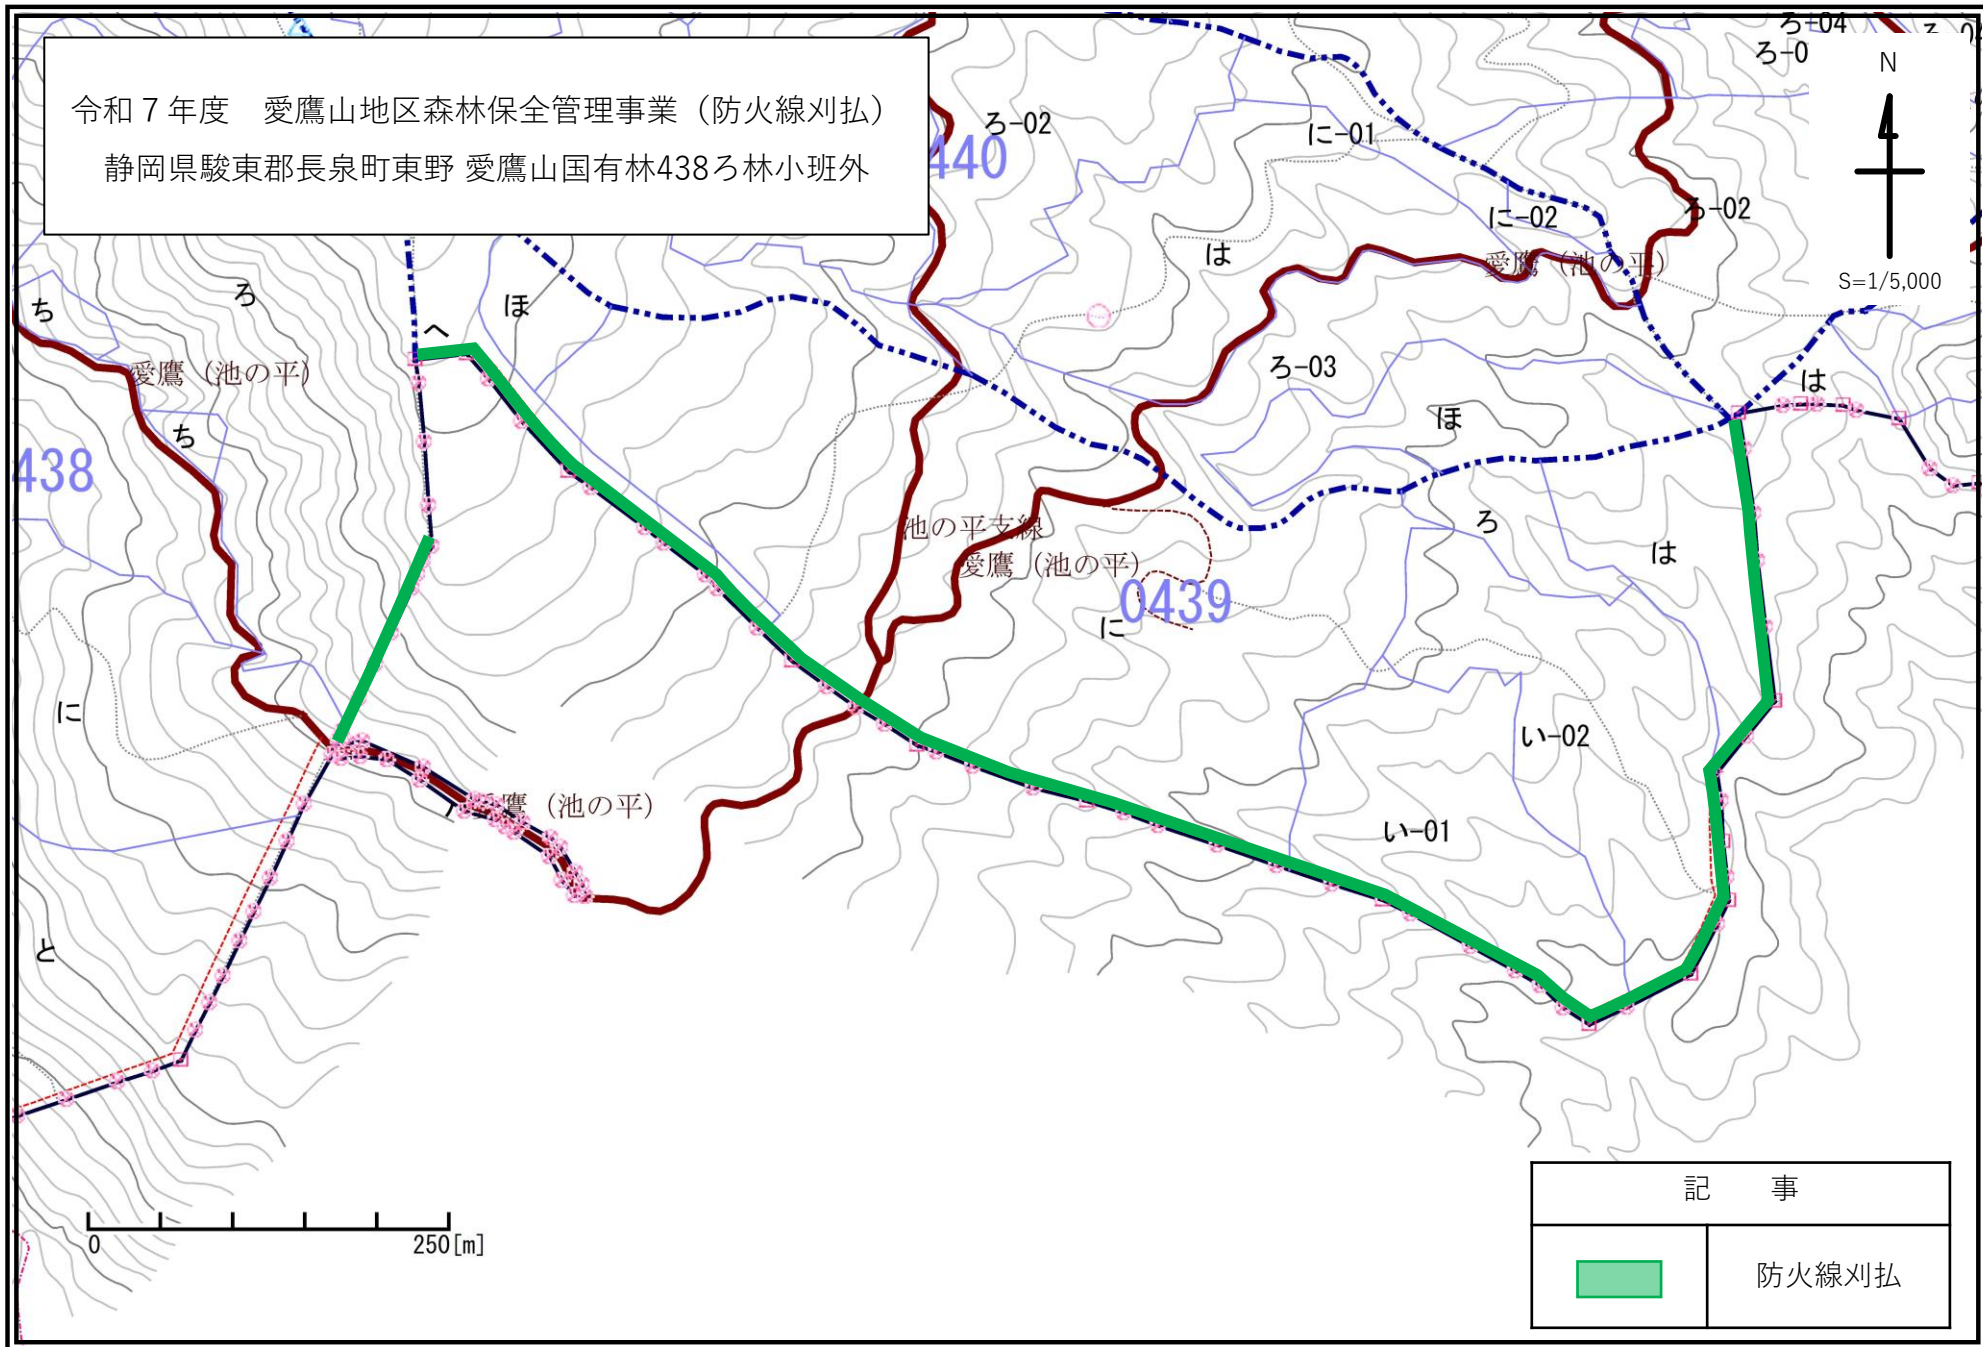 令和７年度　愛鷹山地区森林保全管理事業（防火線刈払）
静岡県駿東郡長泉町東野 愛鷹山国有林438ろ林小班外
N
S=1/5,000
ろ-04
ろ-0
ろ-02
440
に-01
に-02
ろ-02
は
愛鷹（池の平）
ち
ろ
ほ
へ
愛鷹（池の平）
ろ-03
は
ほ
ち
438
池の平支線
愛鷹（池の平）
ろ
は
0439
に
に
い-02
愛鷹（池の平）
い-01
と
0
250[m]
記　事
防火線刈払